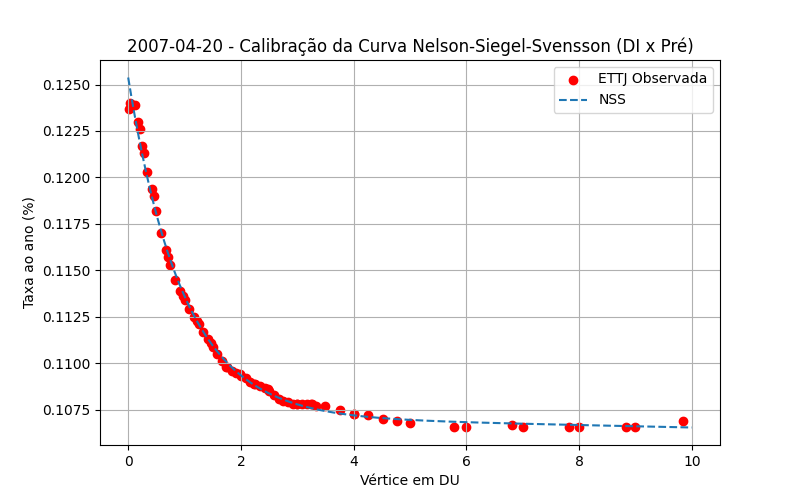 2007-04-20 - Calibração da Curva Nelson-Siegel-Svensson (DI x Pré)
ETTJ Observada
NSS
Taxa ao ano (%)
0.1250
0.1225
0.1200
0.1175
0.1150
0.1125
0.1100
0.1075
0 2 4 6 8 10
Vértice em DU